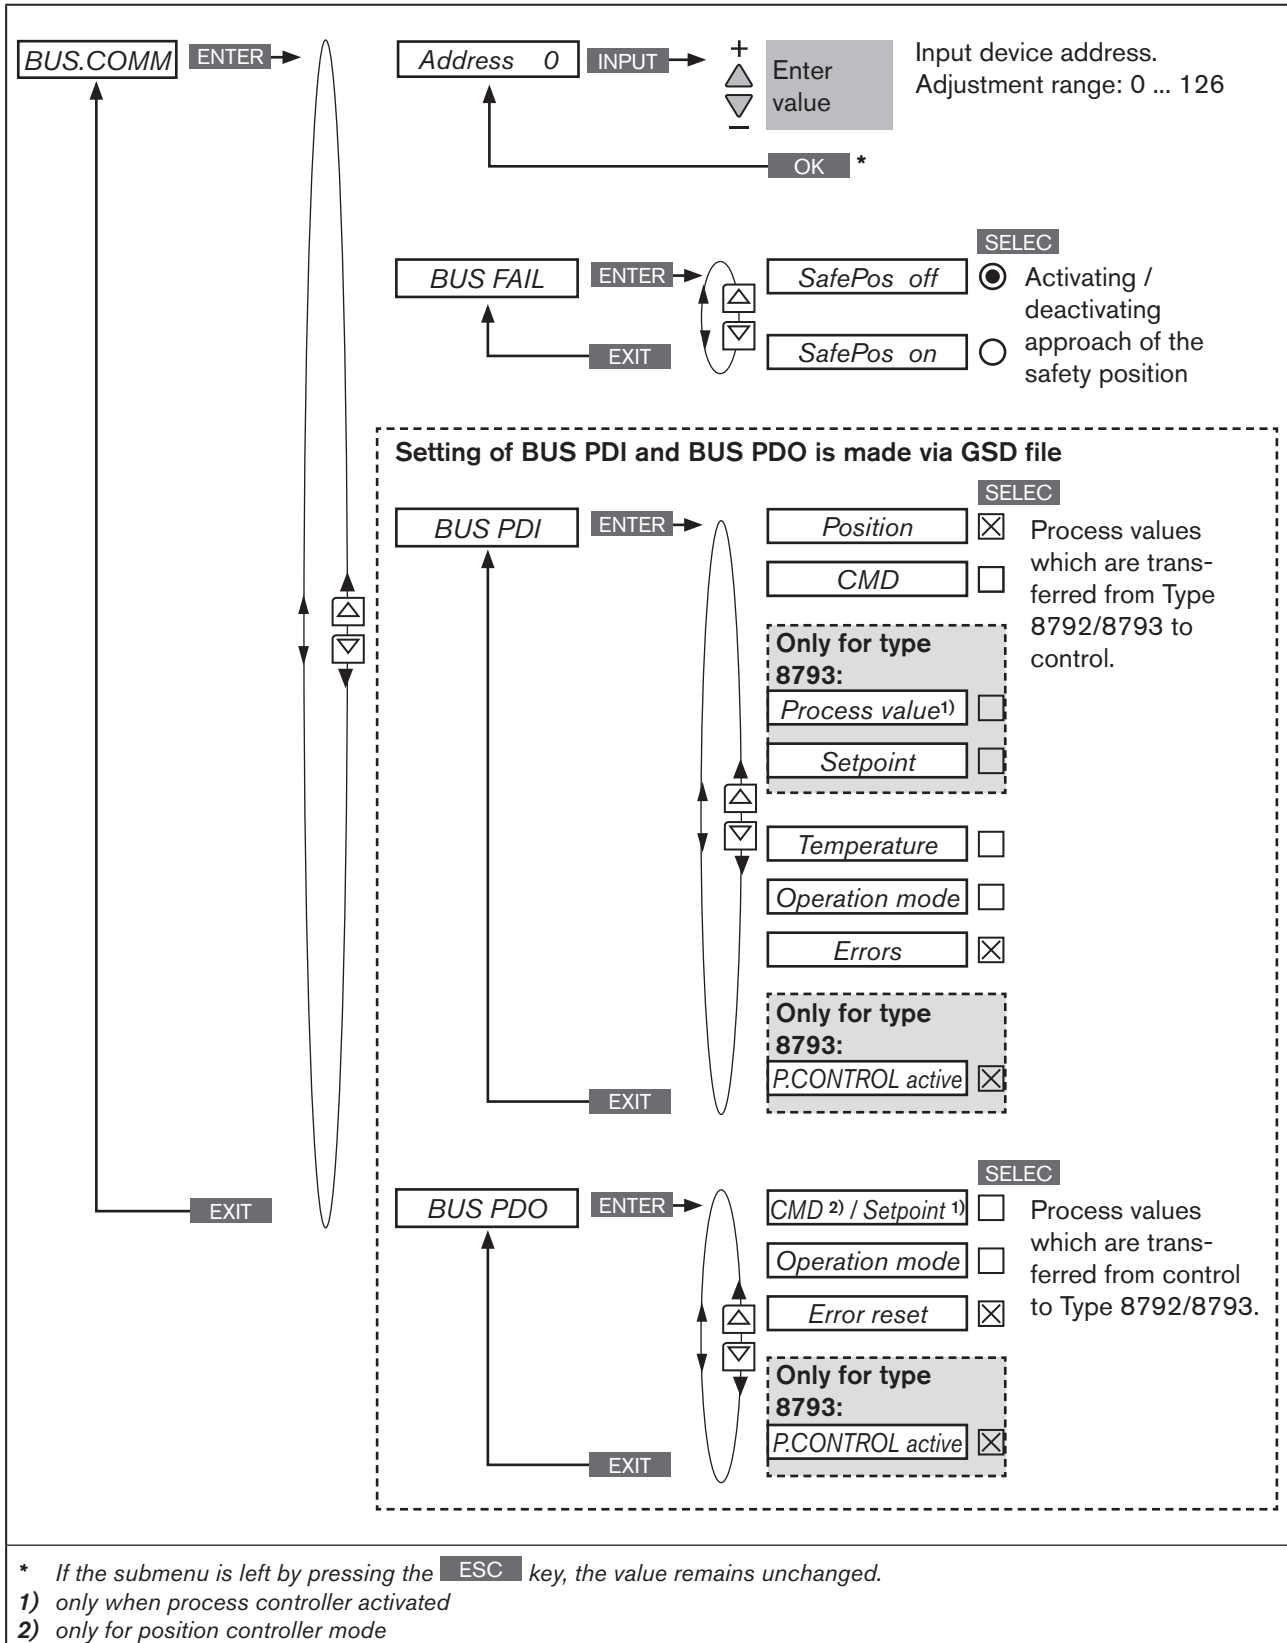 BUS.COMM ENTER Address 0 INPUT + Enter value − Input device address.
Adjustment range: 0 ... 126
OK *
SELEC
BUS FAIL ENTER SafePos off Activating /
deactivating
approach of the
safety position
EXIT SafePos on
Setting of BUS PDI and BUS PDO is made via GSD file
SELEC
BUS PDI ENTER Position Process values
which are trans-
ferred from Type
8792/8793 to
control.
CMD
Only for type
8793:
Process value1)
Setpoint
Temperature
Operation mode
Errors
Only for type
8793:
P.CONTROL active
EXIT
SELEC
EXIT BUS PDO ENTER CMD 2) / Setpoint 1) Process values
which are trans-
ferred from control
to Type 8792/8793.
Operation mode
Error reset
Only for type
8793:
P.CONTROL active
EXIT
* If the submenu is left by pressing the ESC key, the value remains unchanged.
1) only when process controller activated
2) only for position controller mode